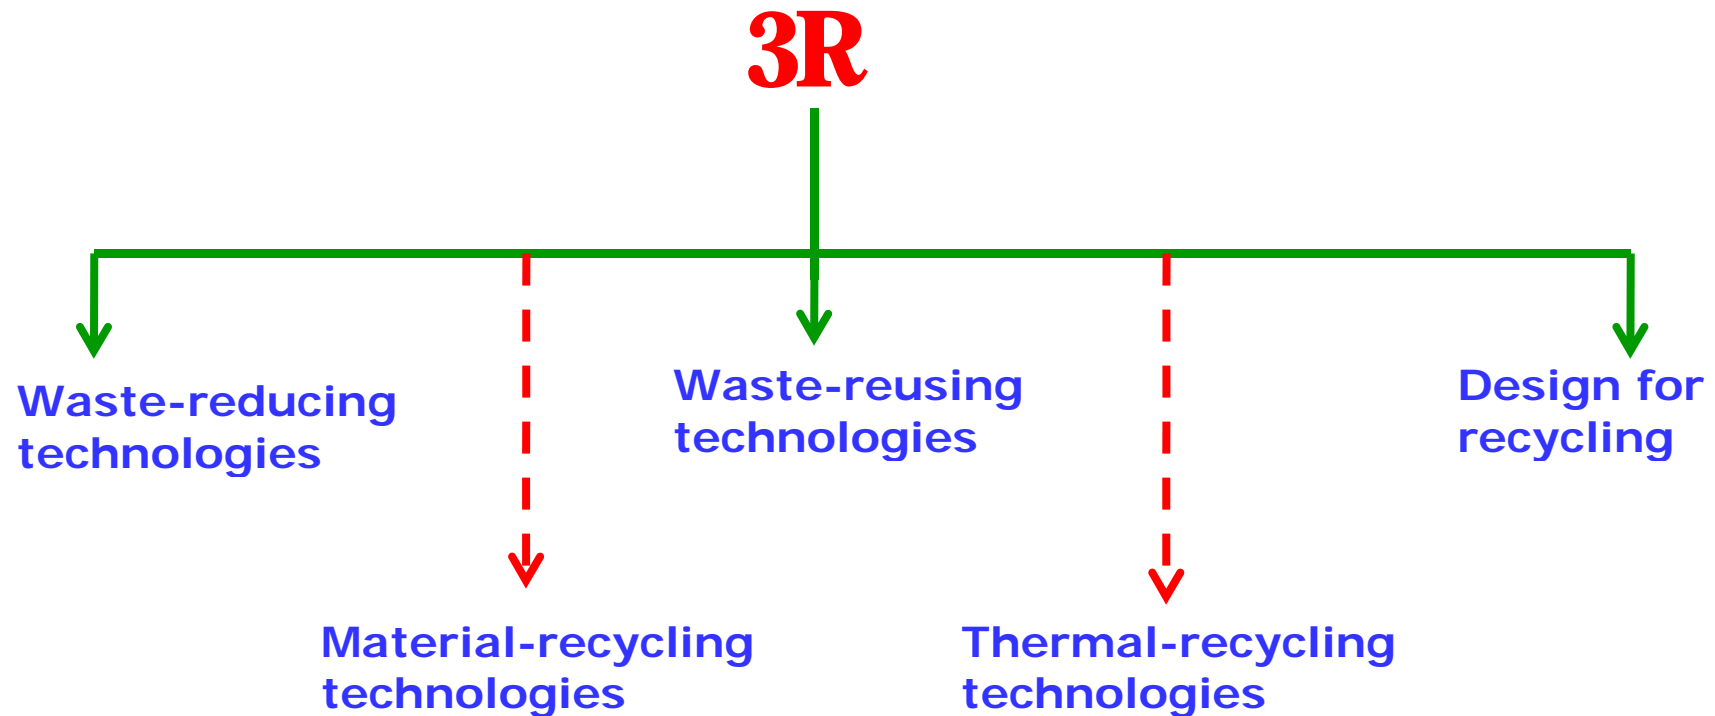 3R
Waste-reducing
technologies
Waste-reusing
technologies
Design for
recycling
Material-recycling
technologies
Thermal-recycling
technologies